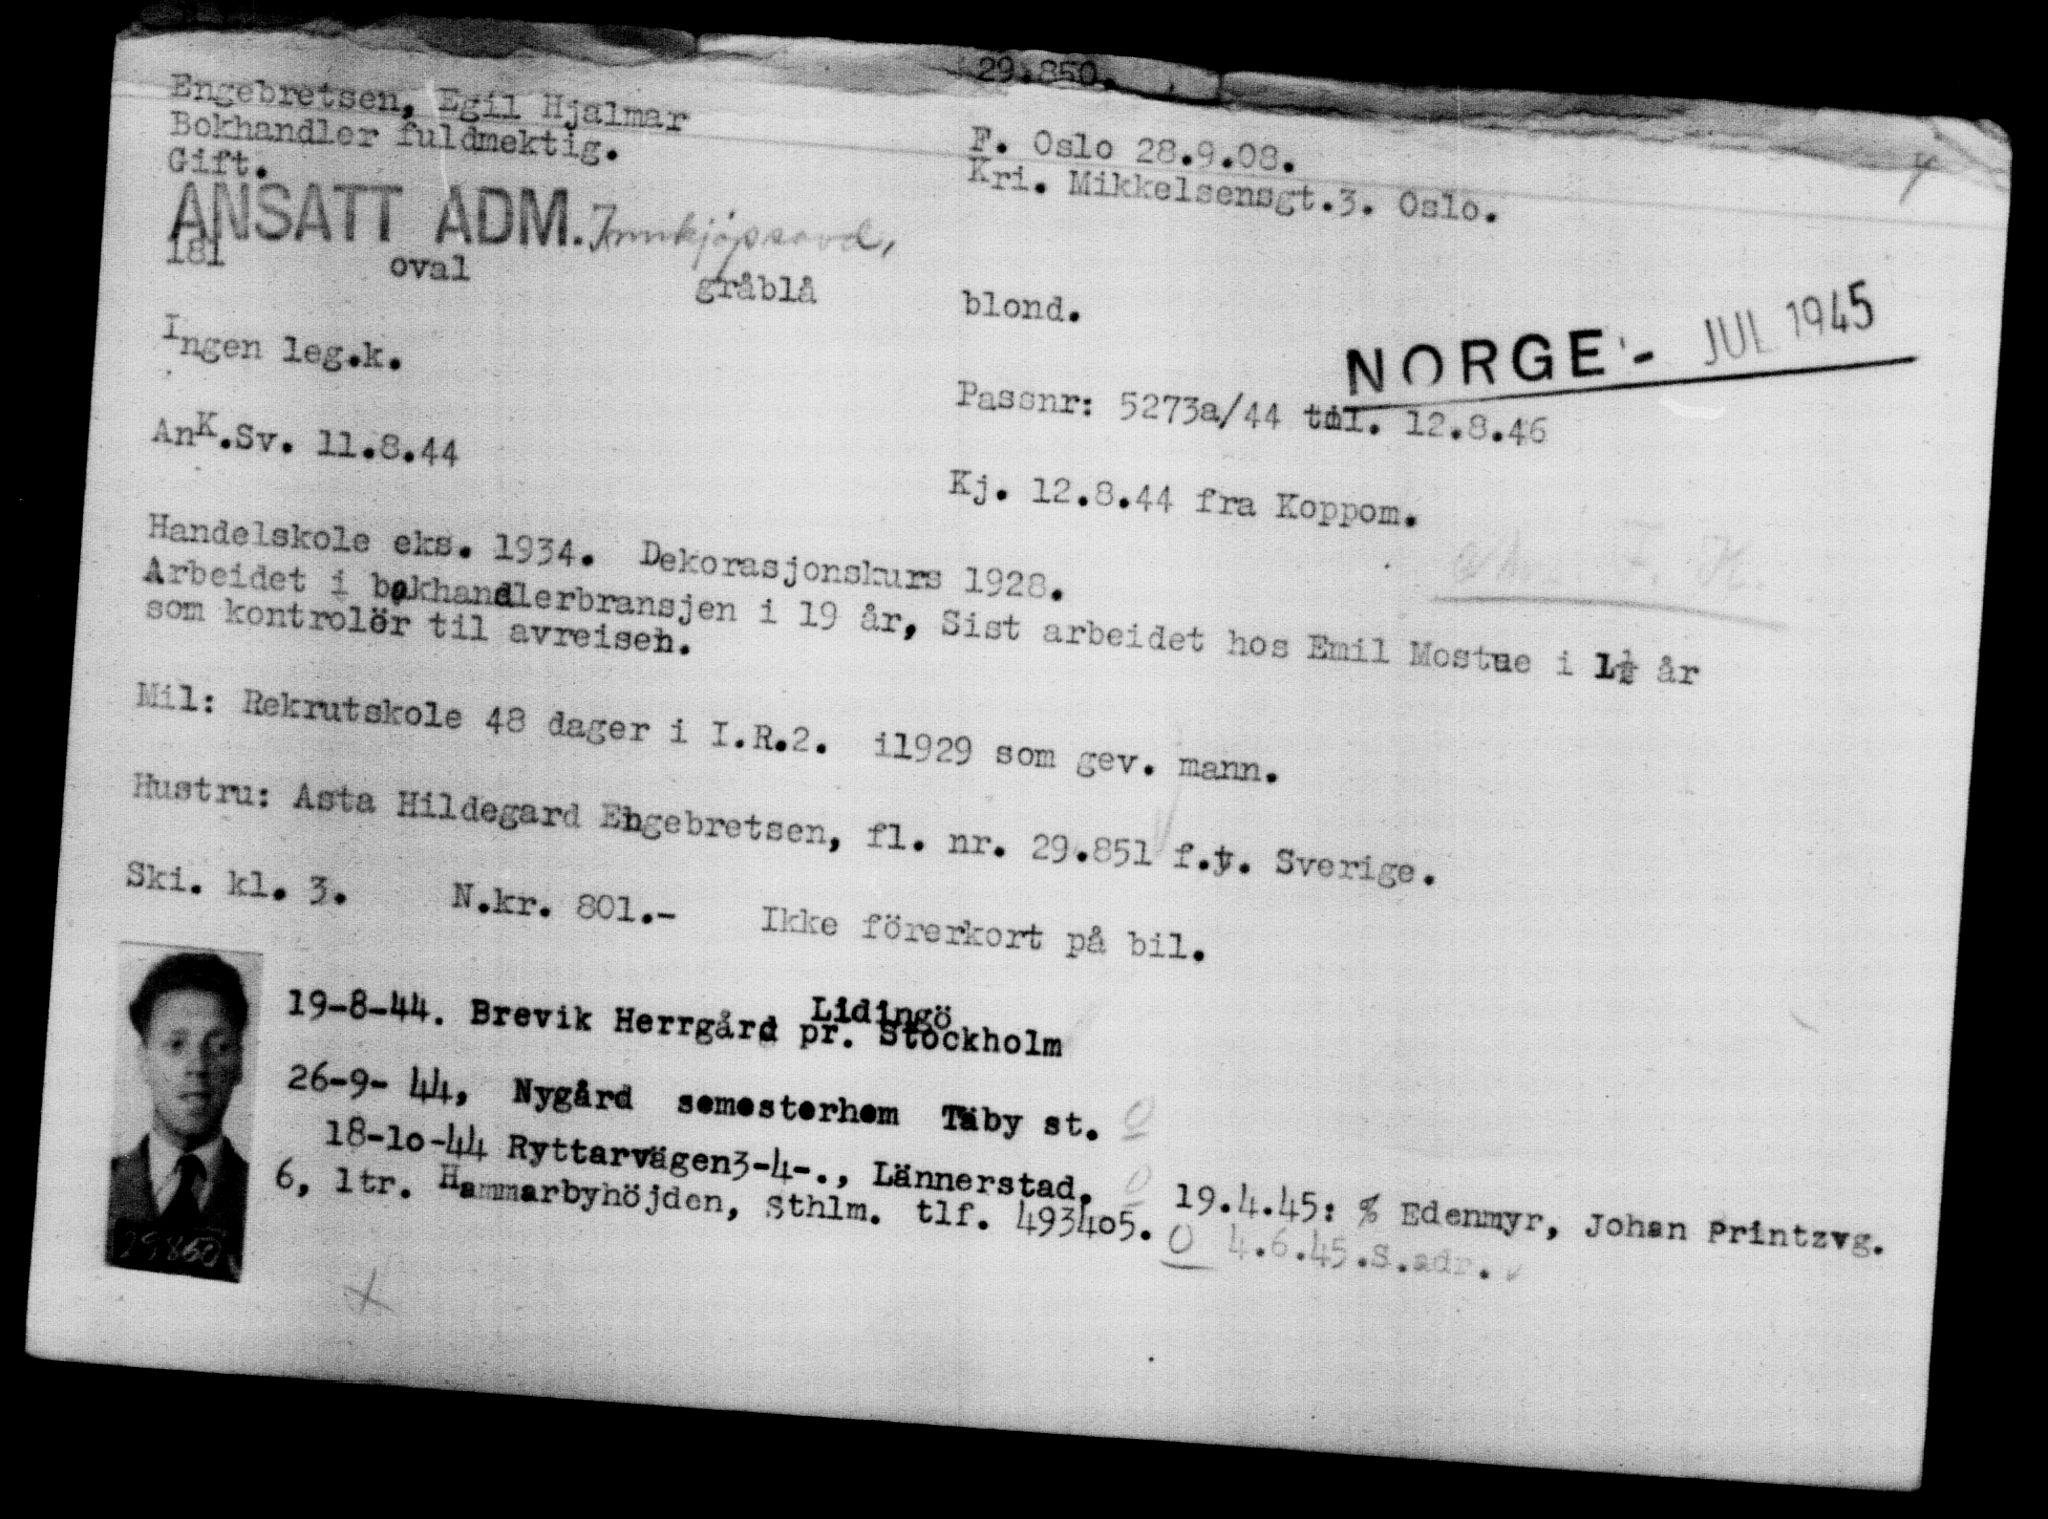 29.850.
Engebretsen, Egil Hjalmar
Bokhandler fuldmektig.
F. Oslo 28.9.08.
Gift.
Kri. Mikkelsensgt.3. Oslo.
ANSATT ADM. Innkjøpsavd,
181 oval gråblå blond.
NORGE - JUL 1945
Ingen leg.k.
Passnr: 5273a/44 til. 12.8.46
AnK.Sv. 11.8.44
Kj. 12.8.44 fra Koppom.
Handelskole eks. 1934. Dekorasjonskurs 1928.
Arbeidet i bokhandlerbransjen i 19 år, Sist arbeidet hos Emil Mostue i 1½ år
som kontrolör til avreisen.
Mil: Rekrutskole 48 dager i I.R.2. i1929 som gev. mann.
Hustru: Asta Hildegard Engebretsen, fl. nr. 29.851 f.t. Sverige.
Ski. kl. 3. N.kr. 801.- Ikke förerkort på bil.
19-8-44. Brevik Herrgård pr. Stockholm
Lidingö
26-9- 44, Nygård semesterhem Täby st. O
18-10-44 Ryttarvägen3-4-., Lännerstad. O 19.4.45: % Edenmyr, Johan Printzvg.
6, 1tr. Hammarbyhöjden, Sthlm. tlf. 493405. O 4.6.45.S.adr.
29850